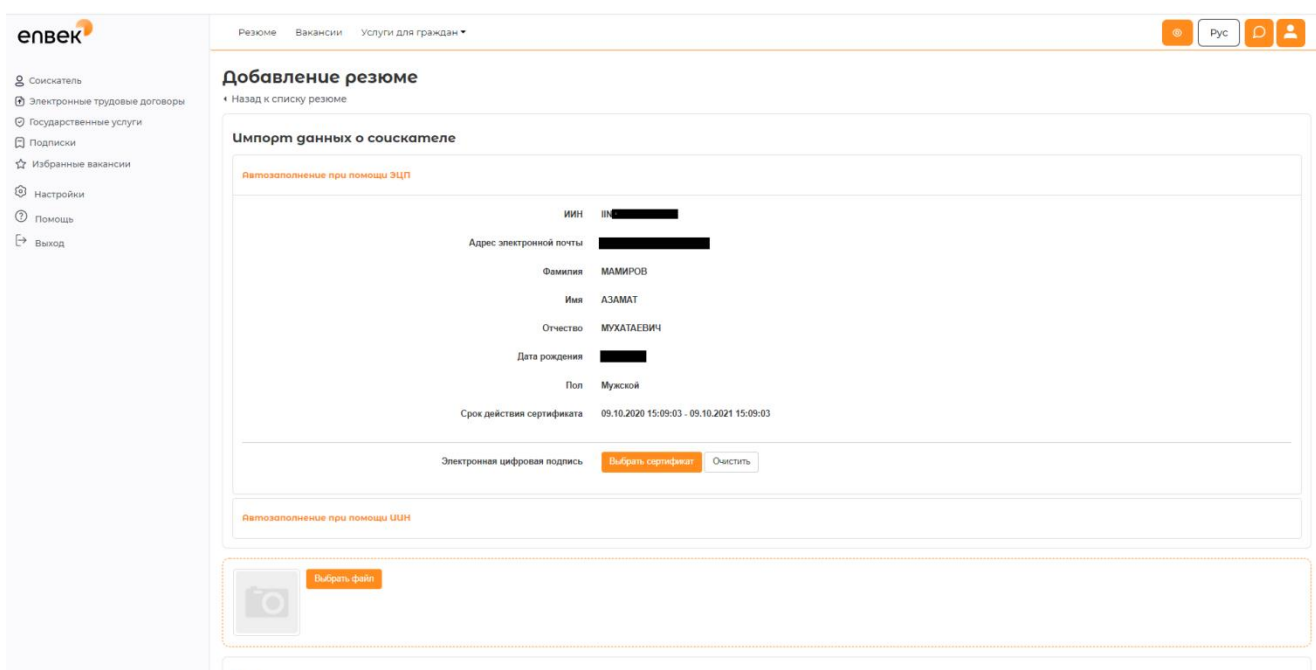 enbek
Резюме Вакансии Услуги для граждан
Рус
Соискатель
Электронные трудовые договоры
Государственные услуги
Подписки
Избранные вакансии
Настройки
Помощь
Выход
Добавление резюме
Назад к списку резюме
Импорт данных о соискателе
Автозаполнение при помощи ЭЦП
ИИН IIN
Адрес электронной почты
Фамилия МАМИРОВ
Имя АЗАМАТ
Отчество МУХАТАЕВИЧ
Дата рождения
Пол Мужской
Срок действия сертификата 09.10.2020 15:09:03 - 09.10.2021 15:09:03
Электронная цифровая подпись Выбрать сертификат Очистить
Автозаполнение при помощи ИИН
Выбрать файл